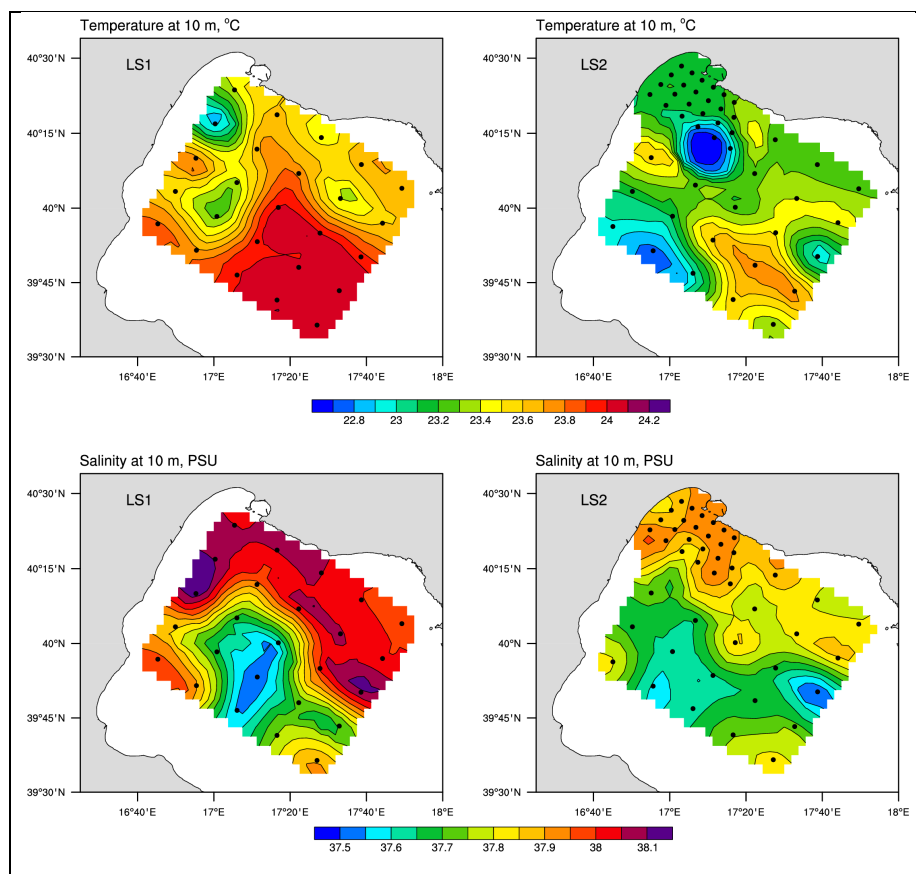 Temperature at 10 m, °C
LS1
40°30'N
40°15'N
40°N
39°45'N
39°30'N
16°40'E 17°E 17°20'E 17°40'E 18°E
Temperature at 10 m, °C
LS2
40°30'N
40°15'N
40°N
39°45'N
39°30'N
16°40'E 17°E 17°20'E 17°40'E 18°E
22.8 23 23.2 23.4 23.6 23.8 24 24.2
Salinity at 10 m, PSU
LS1
40°30'N
40°15'N
40°N
39°45'N
39°30'N
16°40'E 17°E 17°20'E 17°40'E 18°E
Salinity at 10 m, PSU
LS2
40°30'N
40°15'N
40°N
39°45'N
39°30'N
16°40'E 17°E 17°20'E 17°40'E 18°E
37.5 37.6 37.7 37.8 37.9 38 38.1